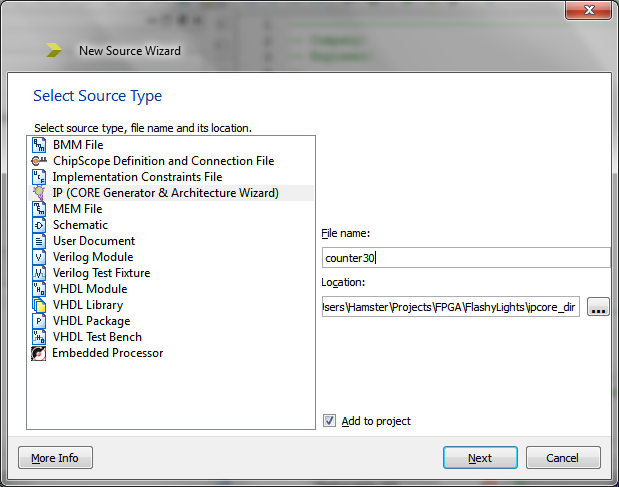 New Source Wizard
Select Source Type
Select source type, file name and its location.
BMM File
ChipScope Definition and Connection File
Implementation Constraints File
IP (CORE Generator & Architecture Wizard)
MEM File
Schematic
User Document
Verilog Module
Verilog Test Fixture
VHDL Module
VHDL Library
VHDL Package
VHDL Test Bench
Embedded Processor
File name:
counter30
Location:
Users\Hamster\Projects\FPGA\FlashyLights\ipcore_dir
...
Add to project
More Info
Next
Cancel